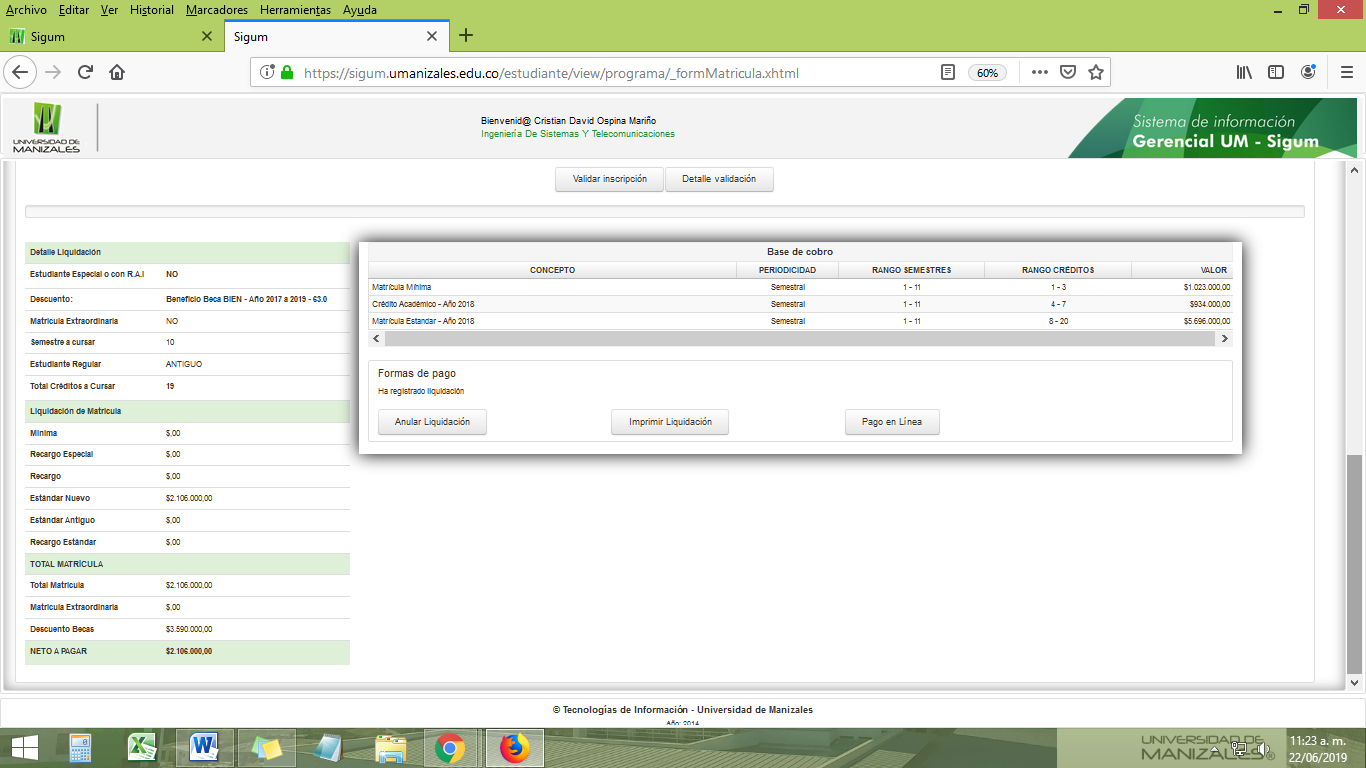 Archivo Editar Ver Historial Marcadores Herramientas Ayuda
Sigum
Sigum
https://sigum.umanizales.edu.co/estudiante/view/programa/_formMatricula.xhtml
60%
UNIVERSIDAD DE
MANIZALES
Bienvenid@ Cristian David Ospina Mariño
Ingeniería De Sistemas Y Telecomunicaciones
Sistema de información
Gerencial UM - Sigum
Validar inscripción
Detalle validación
Detalle Liquidación
Estudiante Especial o con R.A.I NO
Descuento: Beneficio Beca BIEN - Año 2017 a 2019 - 63.0
Matricula Extraordinaria NO
Semestre a cursar 10
Estudiante Regular ANTIGUO
Total Créditos a Cursar 19
Liquidación de Matricula
Minima $,00
Recargo Especial $,00
Recargo $,00
Estándar Nuevo $2.106.000,00
Estándar Antiguo $,00
Recargo Estándar $,00
TOTAL MATRÍCULA
Total Matricula $2.106.000,00
Matricula Extraordinaria $,00
Descuento Becas $3.590.000,00
NETO A PAGAR $2.106.000,00
Base de cobro
CONCEPTO PERIODICIDAD RANGO SEMESTRES RANGO CRÉDITOS VALOR
Matrícula Mínima Semestral 1 - 11 1 - 3 $1.023.000,00
Crédito Académico - Año 2018 Semestral 1 - 11 4 - 7 $934.000,00
Matrícula Estandar - Año 2018 Semestral 1 - 11 8 - 20 $5.696.000,00
Formas de pago
Ha registrado liquidación
Anular Liquidación
Imprimir Liquidación
Pago en Línea
© Tecnologías de Información - Universidad de Manizales
Año: 2014
UNIVERSIDAD DE
MANIZALES®
11:23 a. m.
22/06/2019